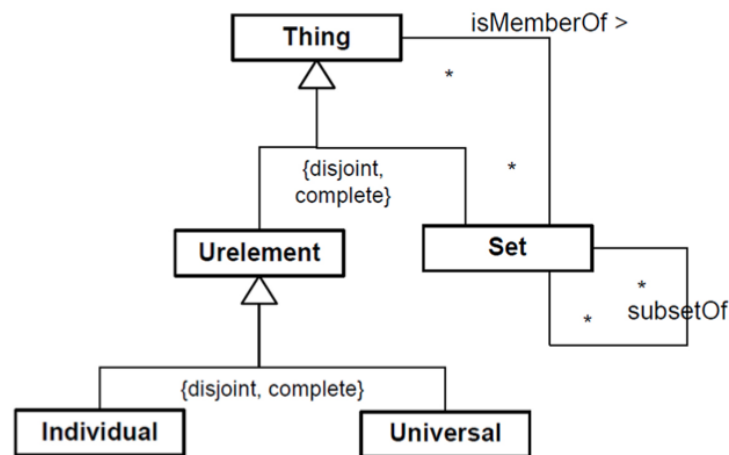 Thing
isMemberOf >
*
{disjoint,
complete}
*
Urelement
Set
*
subsetOf
*
{disjoint, complete}
Individual
Universal